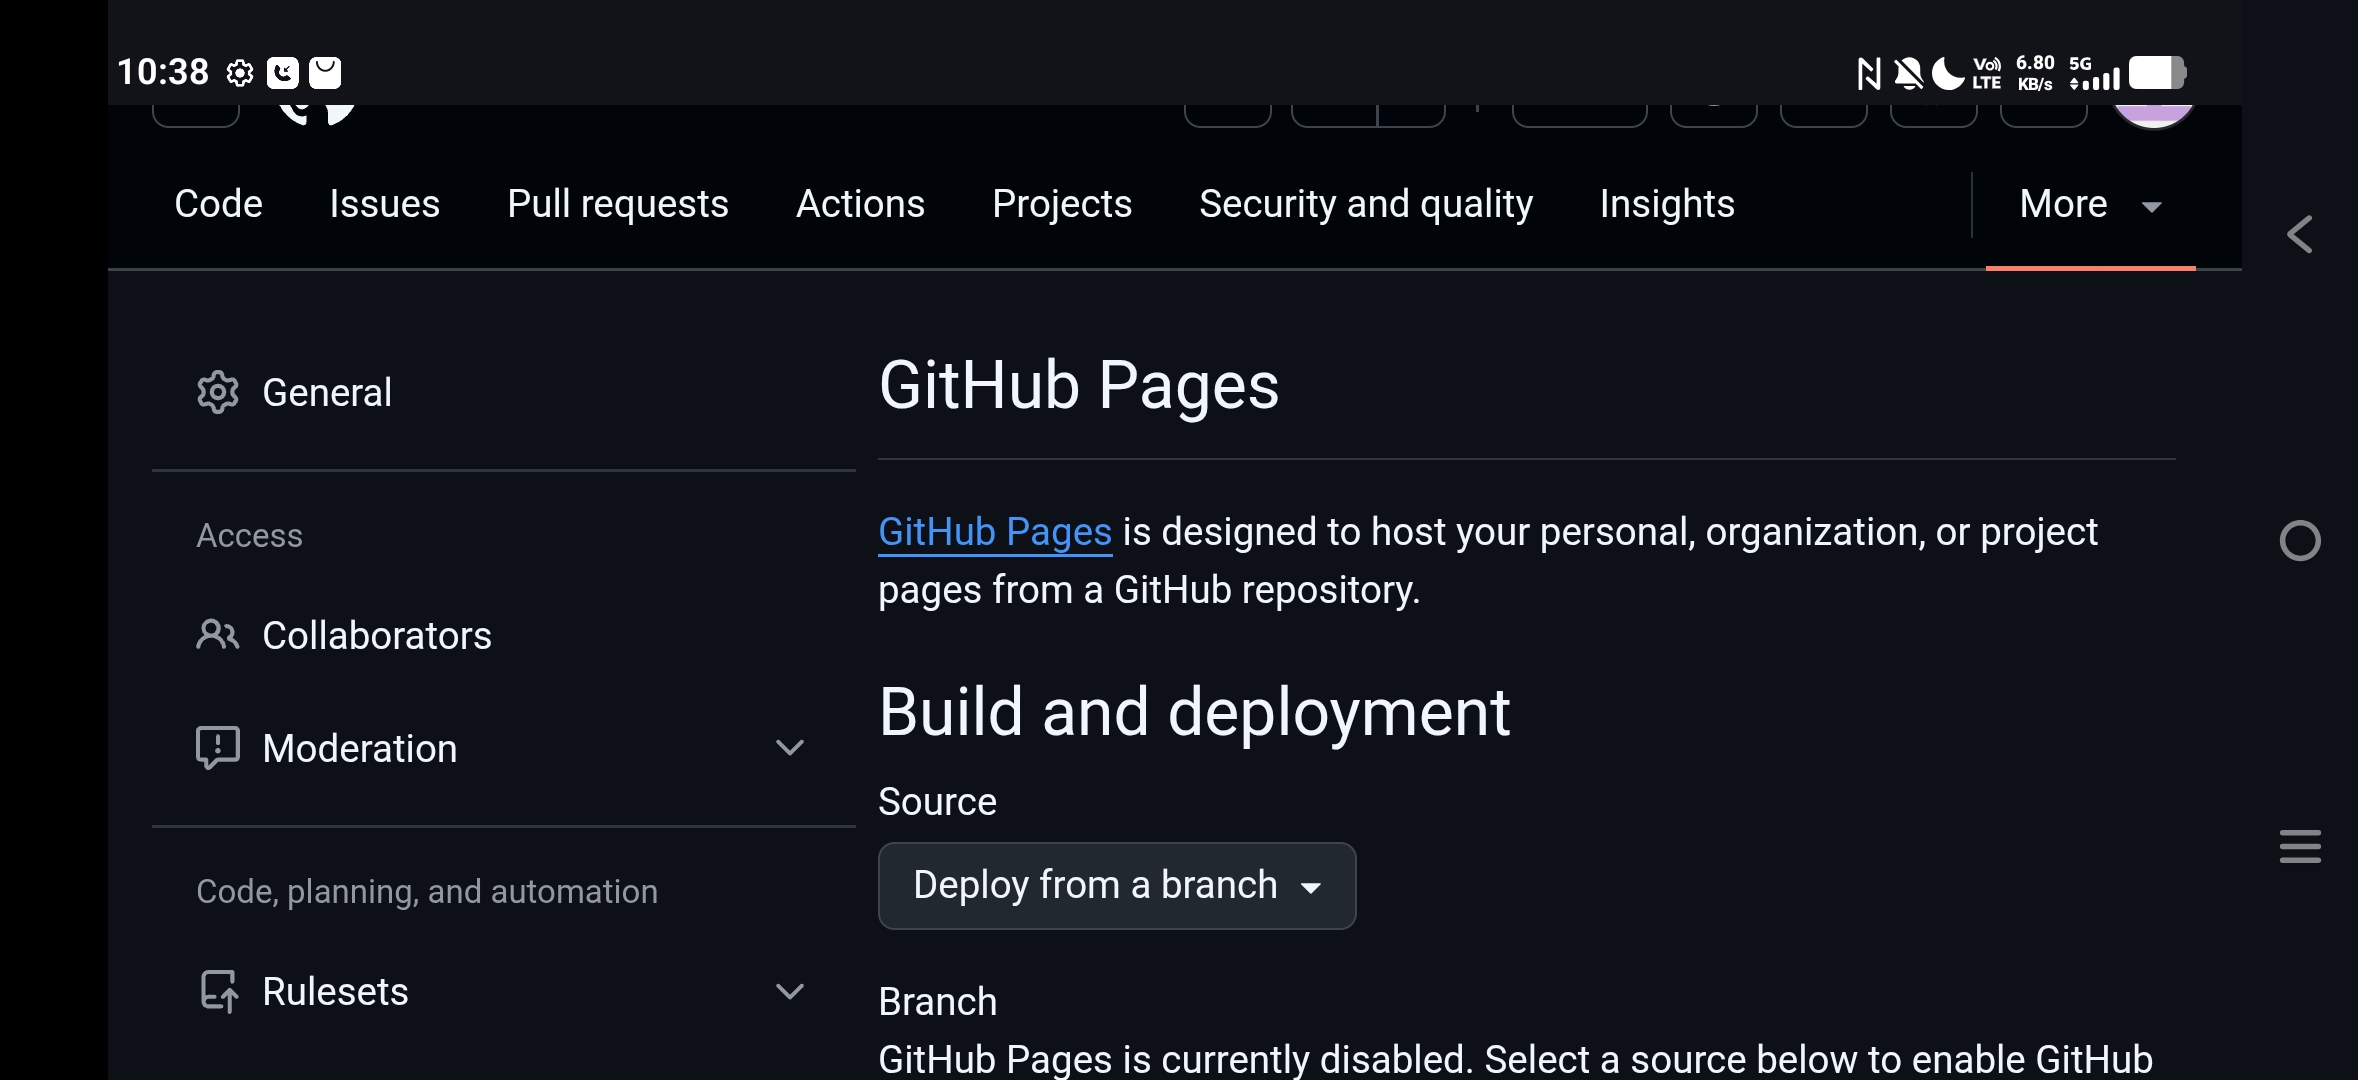 10:38
Vo))
LTE
6.80
KB/s
5G
Code
Issues
Pull requests
Actions
Projects
Security and quality
Insights
More
General
Access
Collaborators
Moderation
Code, planning, and automation
Rulesets
GitHub Pages
GitHub Pages is designed to host your personal, organization, or project
pages from a GitHub repository.
Build and deployment
Source
Deploy from a branch
Branch
GitHub Pages is currently disabled. Select a source below to enable GitHub